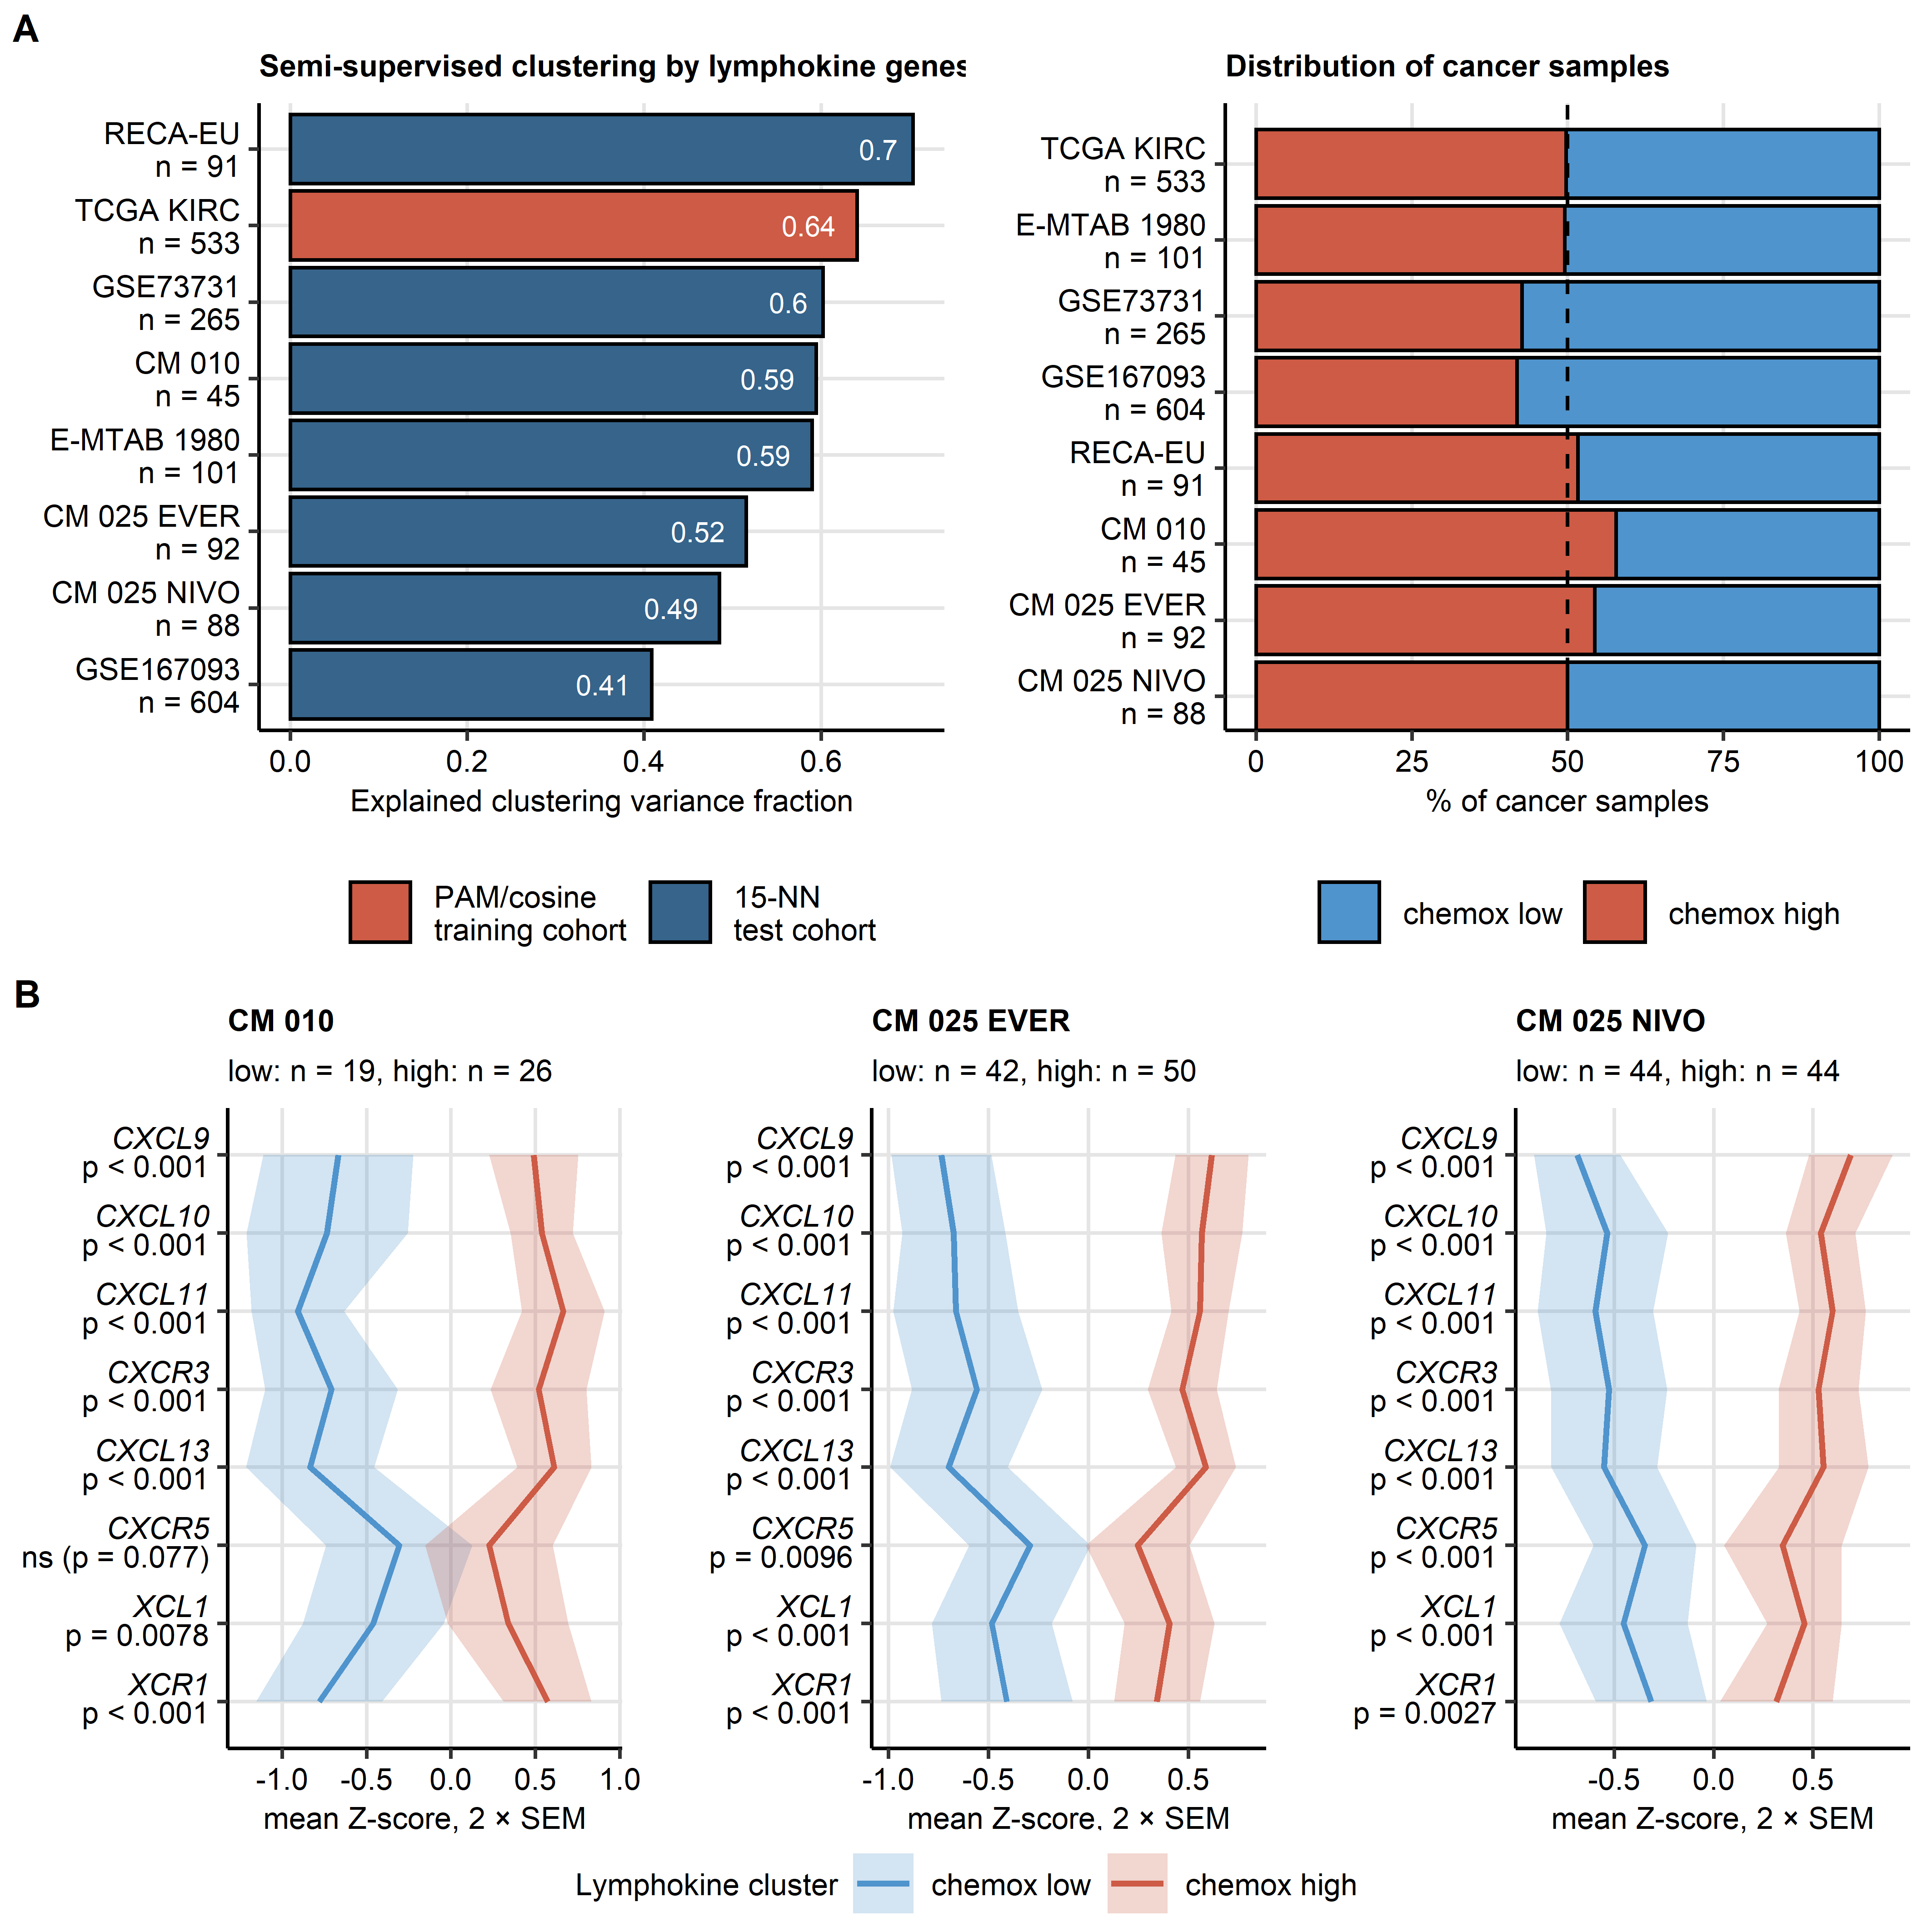 A
Semi-supervised clustering by lymphokine genes
RECA-EU
n = 91
TCGA KIRC
n = 533
GSE73731
n = 265
CM 010
n = 45
E-MTAB 1980
n = 101
CM 025 EVER
n = 92
CM 025 NIVO
n = 88
GSE167093
n = 604
0.7
0.64
0.6
0.59
0.59
0.52
0.49
0.41
0.0 0.2 0.4 0.6
Explained clustering variance fraction
PAM/cosine
training cohort
15-NN
test cohort
Distribution of cancer samples
TCGA KIRC
n = 533
E-MTAB 1980
n = 101
GSE73731
n = 265
GSE167093
n = 604
RECA-EU
n = 91
CM 010
n = 45
CM 025 EVER
n = 92
CM 025 NIVO
n = 88
0 25 50 75 100
% of cancer samples
chemox low
chemox high
B
CM 010
low: n = 19, high: n = 26
CXCL9
p < 0.001
CXCL10
p < 0.001
CXCL11
p < 0.001
CXCR3
p < 0.001
CXCL13
p < 0.001
CXCR5
ns (p = 0.077)
XCL1
p = 0.0078
XCR1
p < 0.001
-1.0 -0.5 0.0 0.5 1.0
mean Z-score, 2 × SEM
CM 025 EVER
low: n = 42, high: n = 50
CXCL9
p < 0.001
CXCL10
p < 0.001
CXCL11
p < 0.001
CXCR3
p < 0.001
CXCL13
p < 0.001
CXCR5
p = 0.0096
XCL1
p < 0.001
XCR1
p < 0.001
-1.0 -0.5 0.0 0.5
mean Z-score, 2 × SEM
CM 025 NIVO
low: n = 44, high: n = 44
CXCL9
p < 0.001
CXCL10
p < 0.001
CXCL11
p < 0.001
CXCR3
p < 0.001
CXCL13
p < 0.001
CXCR5
p < 0.001
XCL1
p < 0.001
XCR1
p = 0.0027
-0.5 0.0 0.5
mean Z-score, 2 × SEM
Lymphokine cluster chemox low chemox high